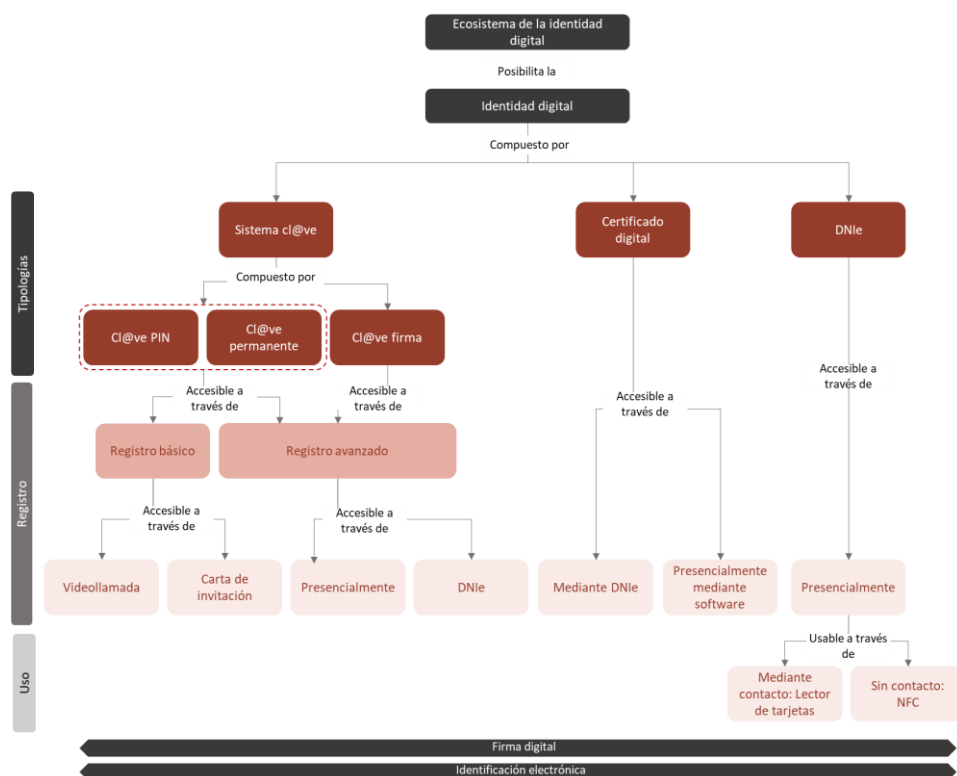 Ecosistema de la identidad
digital
Posibilita la
Identidad digital
Compuesto por
Tipologías
Sistema cl@ve
Certificado
digital
DNIe
Compuesto por
Cl@ve PIN
Cl@ve
permanente
Cl@ve firma
Accesible a
través de
Accesible a
través de
Accesible a
través de
Accesible a
través de
Registro
Registro básico
Registro avanzado
Accesible a
través de
Accesible a
través de
Videollamada
Carta de
invitación
Presencialmente
DNIe
Mediante DNIe
Presencialmente
mediante
software
Presencialmente
Uso
Usable a través
de
Mediante
contacto: Lector
de tarjetas
Sin contacto:
NFC
Firma digital
Identificación electrónica